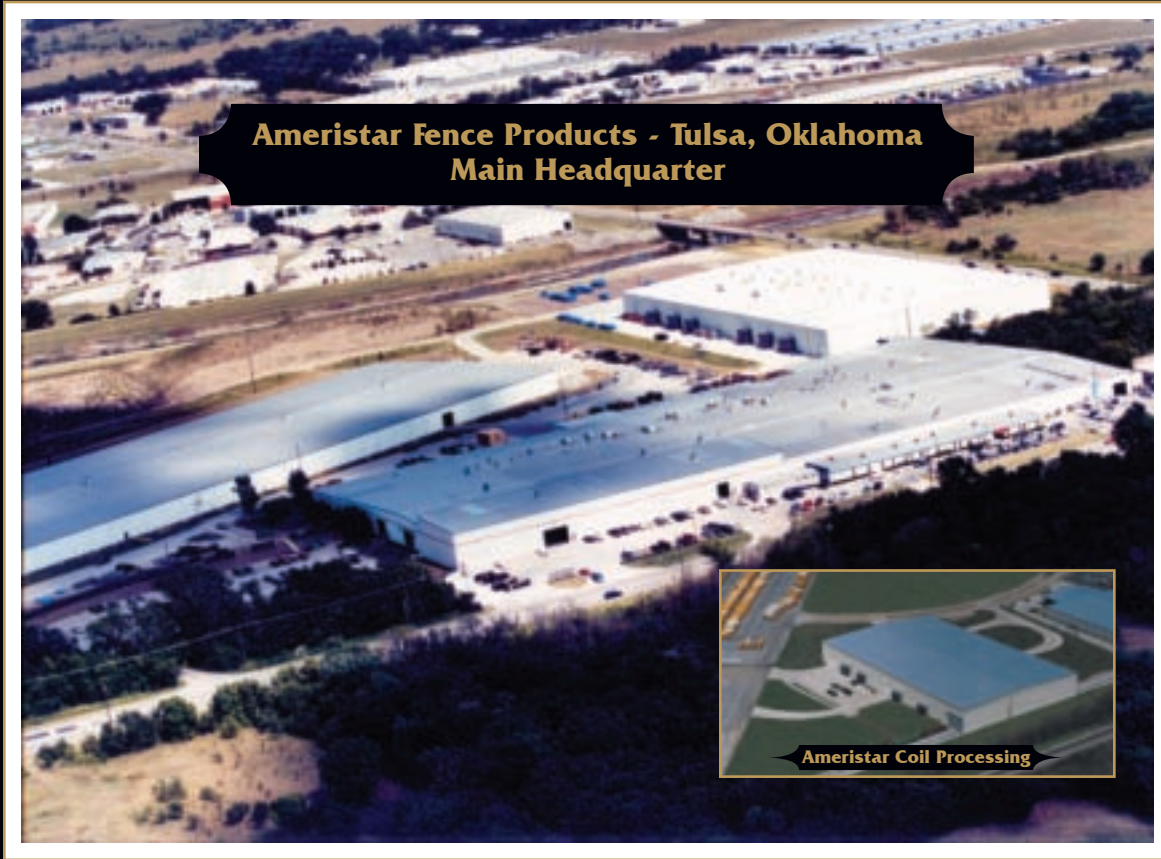 Ameristar Fence Products - Tulsa, Oklahoma
Main Headquarter
Ameristar Coil Processing